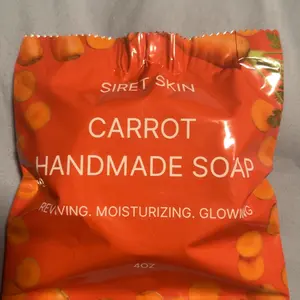 SIRET SKIN
CARROT
HANDMADE SOAP
REVIVING. MOISTURIZING. GLOWING
4OZ